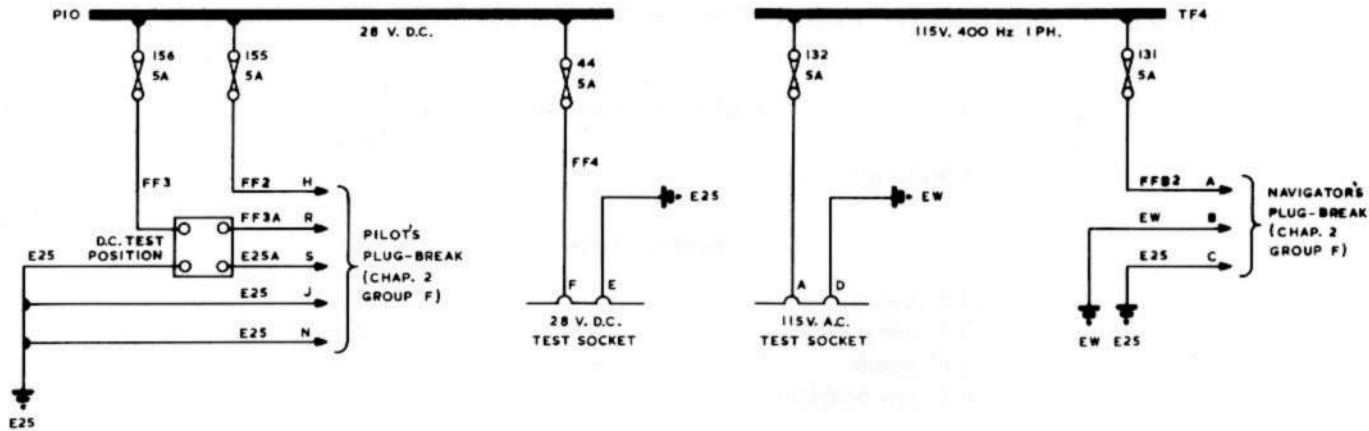 PIO
28 V. D.C.
115V. 400 Hz 1 PH.
TF4
156
5A
155
5A
44
5A
132
5A
131
5A
FF3
FF2
H
FF3A
R
D.C. TEST
POSITION
E25
E25A
S
E25
J
E25
N
E25
PILOT'S
PLUG-BREAK
(CHAP. 2
GROUP F)
FF4
E25
F
E
28 V. D.C.
TEST SOCKET
EW
A
D
115V. A.C.
TEST SOCKET
FFB2
A
EW
B
E25
C
EW
E25
NAVIGATOR'S
PLUG-BREAK
(CHAP. 2
GROUP F)